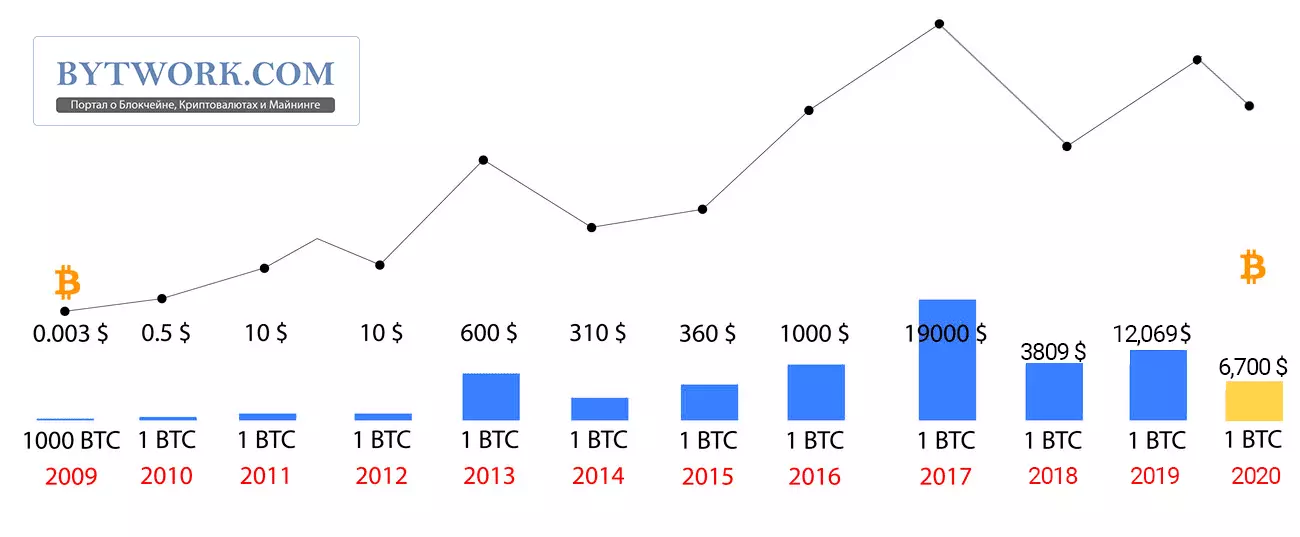 BYTWORK.COM
Портал о Блокчейне, Криптовалютах и Майнинге
0.003 $ 0.5 $ 10 $ 10 $ 600 $ 310 $ 360 $ 1000 $ 19000 $ 3809 $ 12,069$ 6,700 $
1000 BTC 1 BTC 1 BTC 1 BTC 1 BTC 1 BTC 1 BTC 1 BTC 1 BTC 1 BTC 1 BTC 1 BTC
2009 2010 2011 2012 2013 2014 2015 2016 2017 2018 2019 2020